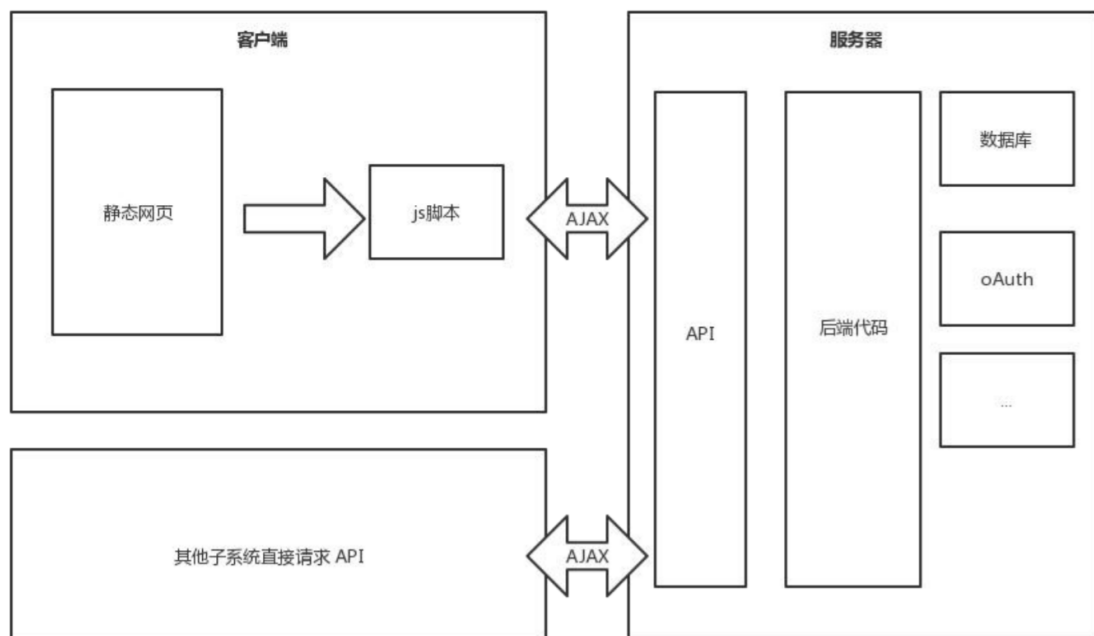 客户端
服务器
静态网页
js脚本
AJAX
API
后端代码
数据库
oAuth
...
其他子系统直接请求 API
AJAX